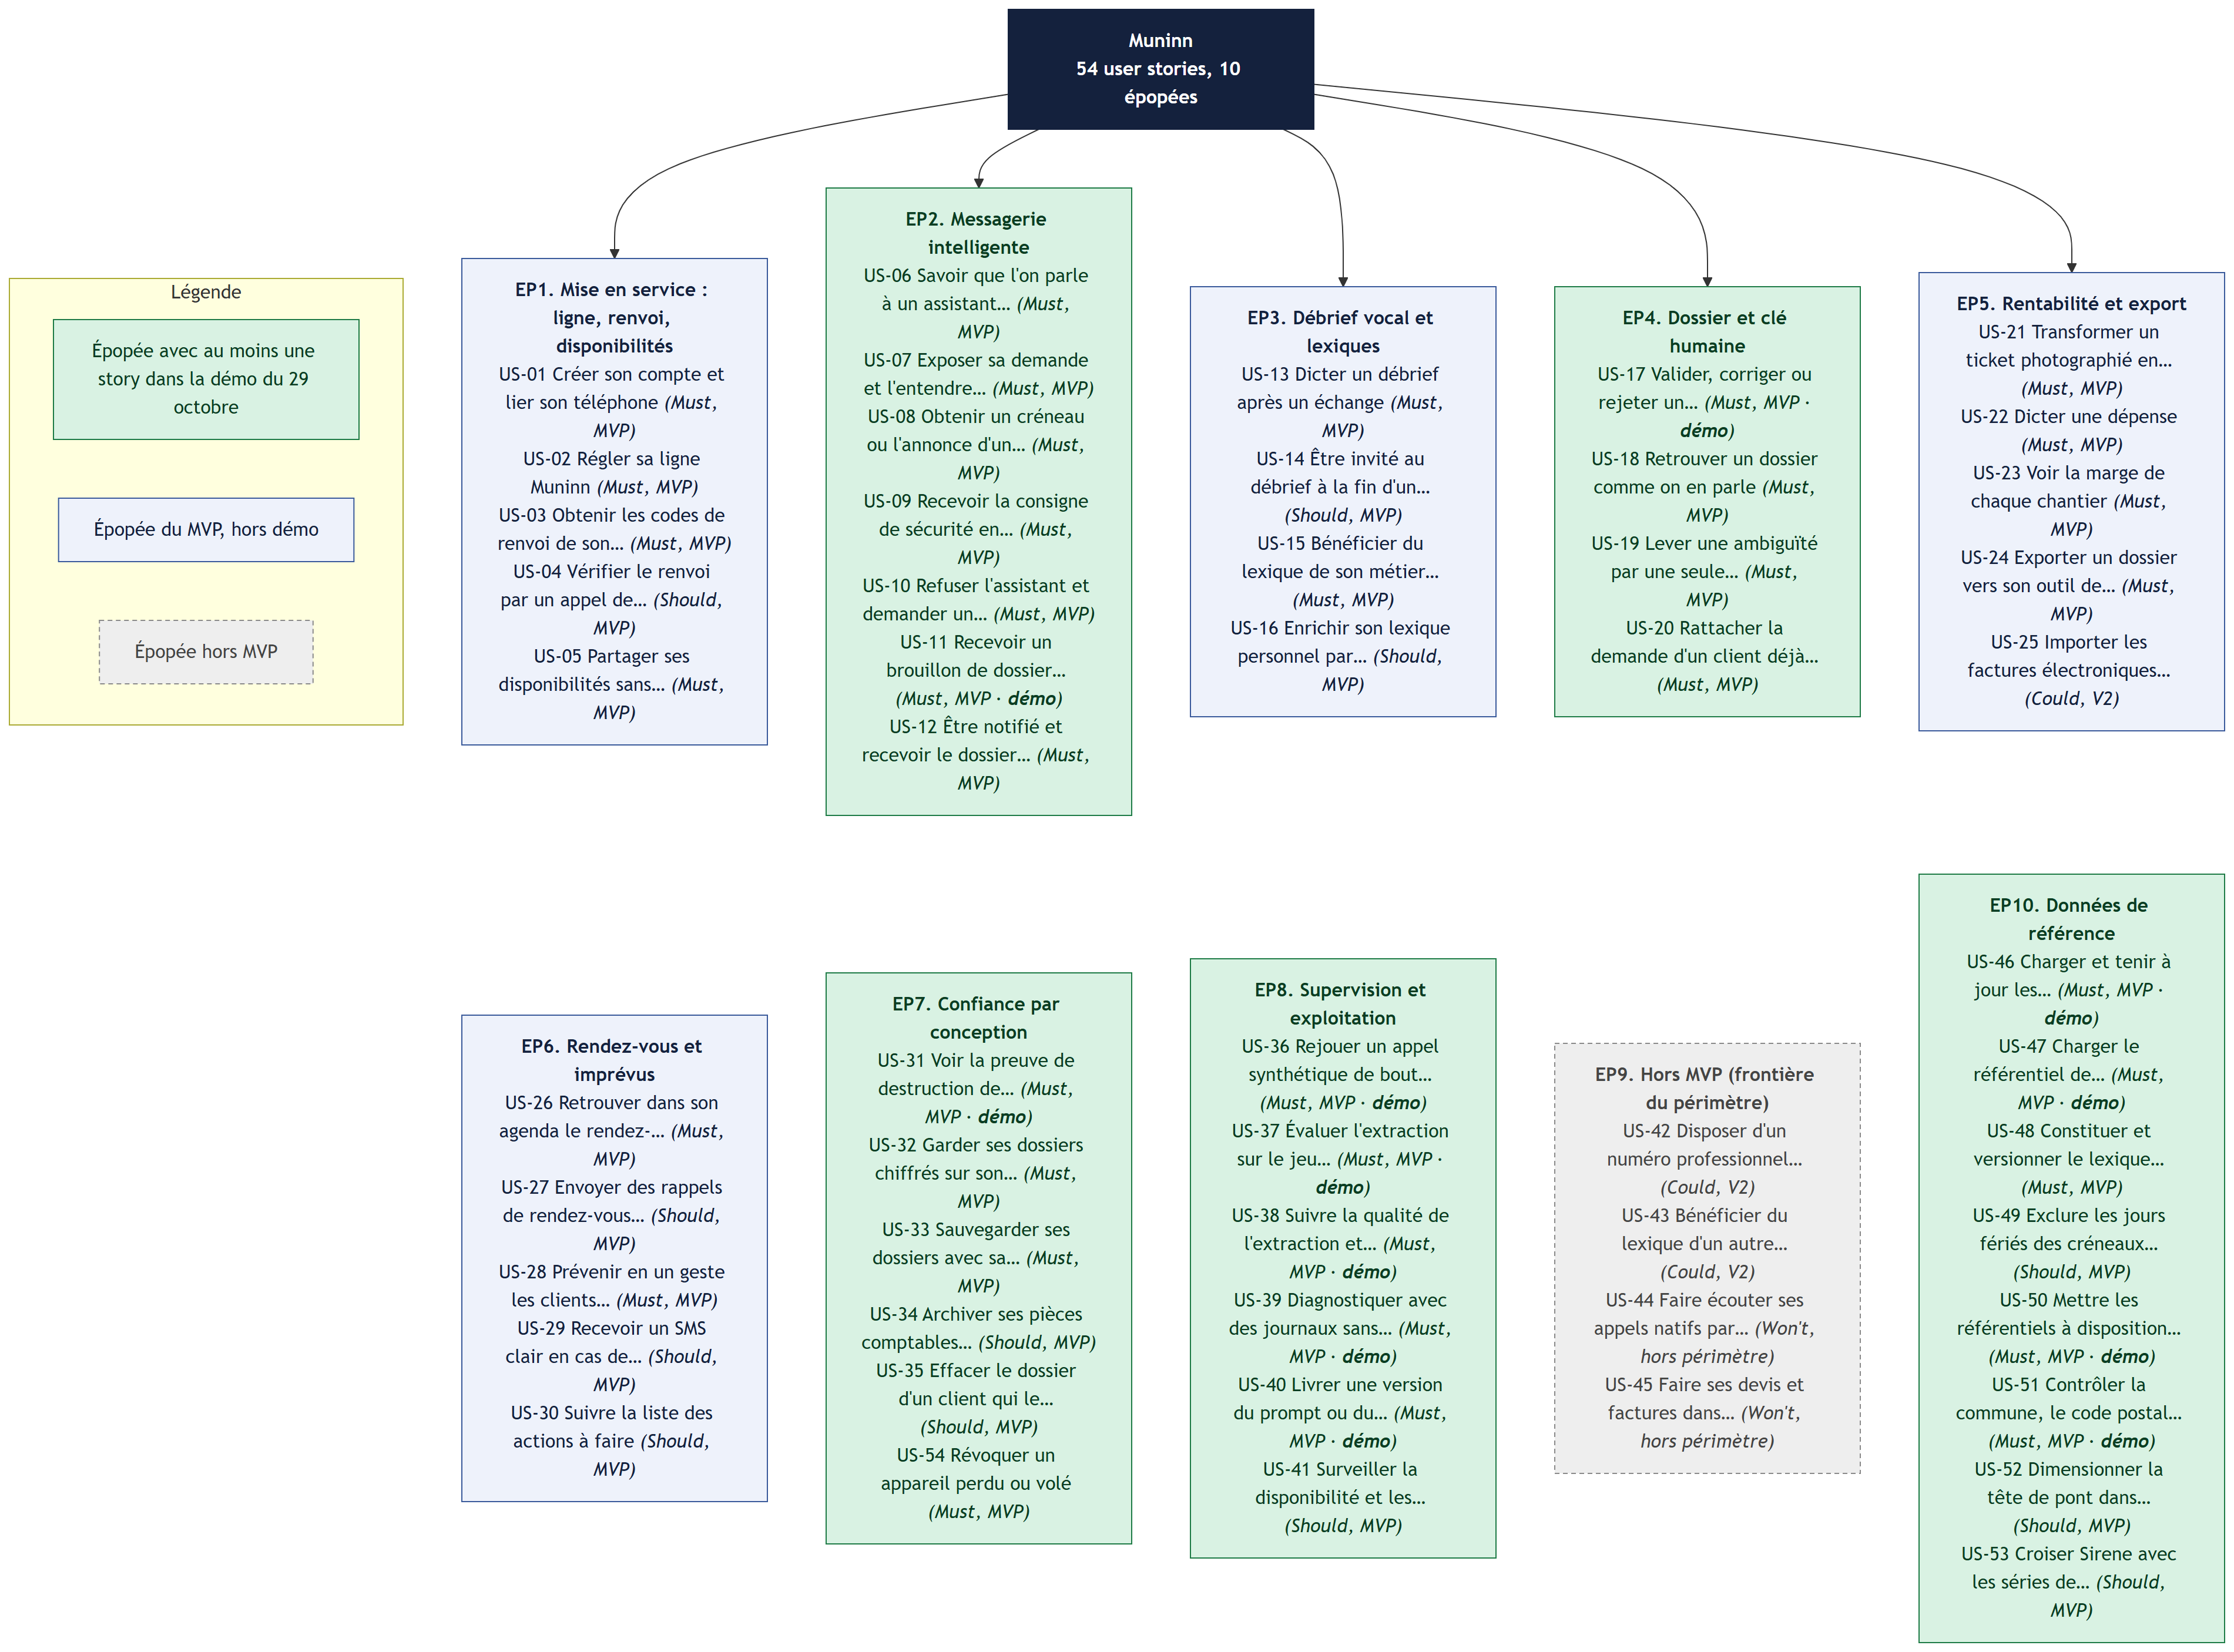 Muninn
54 user stories, 10
épopées
Légende
Épopée avec au moins une
story dans la démo du 29
octobre
Épopée du MVP, hors démo
Épopée hors MVP
EP1. Mise en service :
ligne, renvoi,
disponibilités
US-01 Créer son compte et
lier son téléphone (Must,
MVP)
US-02 Régler sa ligne
Muninn (Must, MVP)
US-03 Obtenir les codes de
renvoi de son... (Must, MVP)
US-04 Vérifier le renvoi
par un appel de... (Should,
MVP)
US-05 Partager ses
disponibilités sans... (Must,
MVP)
EP2. Messagerie
intelligente
US-06 Savoir que l'on parle
à un assistant... (Must,
MVP)
US-07 Exposer sa demande
et l'entendre... (Must, MVP)
US-08 Obtenir un créneau
ou l'annonce d'un... (Must,
MVP)
US-09 Recevoir la consigne
de sécurité en... (Must,
MVP)
US-10 Refuser l'assistant et
demander un... (Must, MVP)
US-11 Recevoir un
brouillon de dossier...
(Must, MVP · démo)
US-12 Être notifié et
recevoir le dossier... (Must,
MVP)
EP3. Débrief vocal et
lexiques
US-13 Dicter un débrief
après un échange (Must,
MVP)
US-14 Être invité au
débrief à la fin d'un...
(Should, MVP)
US-15 Bénéficier du
lexique de son métier...
(Must, MVP)
US-16 Enrichir son lexique
personnel par... (Should,
MVP)
EP4. Dossier et clé
humaine
US-17 Valider, corriger ou
rejeter un... (Must, MVP ·
démo)
US-18 Retrouver un dossier
comme on en parle (Must,
MVP)
US-19 Lever une ambiguïté
par une seule... (Must,
MVP)
US-20 Rattacher la
demande d'un client déjà...
(Must, MVP)
EP5. Rentabilité et export
US-21 Transformer un
ticket photographié en...
(Must, MVP)
US-22 Dicter une dépense
(Must, MVP)
US-23 Voir la marge de
chaque chantier (Must,
MVP)
US-24 Exporter un dossier
vers son outil de... (Must,
MVP)
US-25 Importer les
factures électroniques...
(Could, V2)
EP6. Rendez-vous et
imprévus
US-26 Retrouver dans son
agenda le rendez-... (Must,
MVP)
US-27 Envoyer des rappels
de rendez-vous... (Should,
MVP)
US-28 Prévenir en un geste
les clients... (Must, MVP)
US-29 Recevoir un SMS
clair en cas de... (Should,
MVP)
US-30 Suivre la liste des
actions à faire (Should,
MVP)
EP7. Confiance par
conception
US-31 Voir la preuve de
destruction de... (Must,
MVP · démo)
US-32 Garder ses dossiers
chiffrés sur son... (Must,
MVP)
US-33 Sauvegarder ses
dossiers avec sa... (Must,
MVP)
US-34 Archiver ses pièces
comptables... (Should, MVP)
US-35 Effacer le dossier
d'un client qui le...
(Should, MVP)
US-54 Révoquer un
appareil perdu ou volé
(Must, MVP)
EP8. Supervision et
exploitation
US-36 Rejouer un appel
synthétique de bout...
(Must, MVP · démo)
US-37 Évaluer l'extraction
sur le jeu... (Must, MVP ·
démo)
US-38 Suivre la qualité de
l'extraction et... (Must,
MVP · démo)
US-39 Diagnostiquer avec
des journaux sans... (Must,
MVP · démo)
US-40 Livrer une version
du prompt ou du... (Must,
MVP · démo)
US-41 Surveiller la
disponibilité et les...
(Should, MVP)
EP9. Hors MVP (frontière
du périmètre)
US-42 Disposer d'un
numéro professionnel...
(Could, V2)
US-43 Bénéficier du
lexique d'un autre...
(Could, V2)
US-44 Faire écouter ses
appels natifs par... (Won't,
hors périmètre)
US-45 Faire ses devis et
factures dans... (Won't,
hors périmètre)
EP10. Données de
référence
US-46 Charger et tenir à
jour les... (Must, MVP ·
démo)
US-47 Charger le
référentiel de... (Must,
MVP · démo)
US-48 Constituer et
versionner le lexique...
(Must, MVP)
US-49 Exclure les jours
fériés des créneaux...
(Should, MVP)
US-50 Mettre les
référentiels à disposition...
(Must, MVP · démo)
US-51 Contrôler la
commune, le code postal...
(Must, MVP · démo)
US-52 Dimensionner la
tête de pont dans...
(Should, MVP)
US-53 Croiser Sirene avec
les séries de... (Should,
MVP)